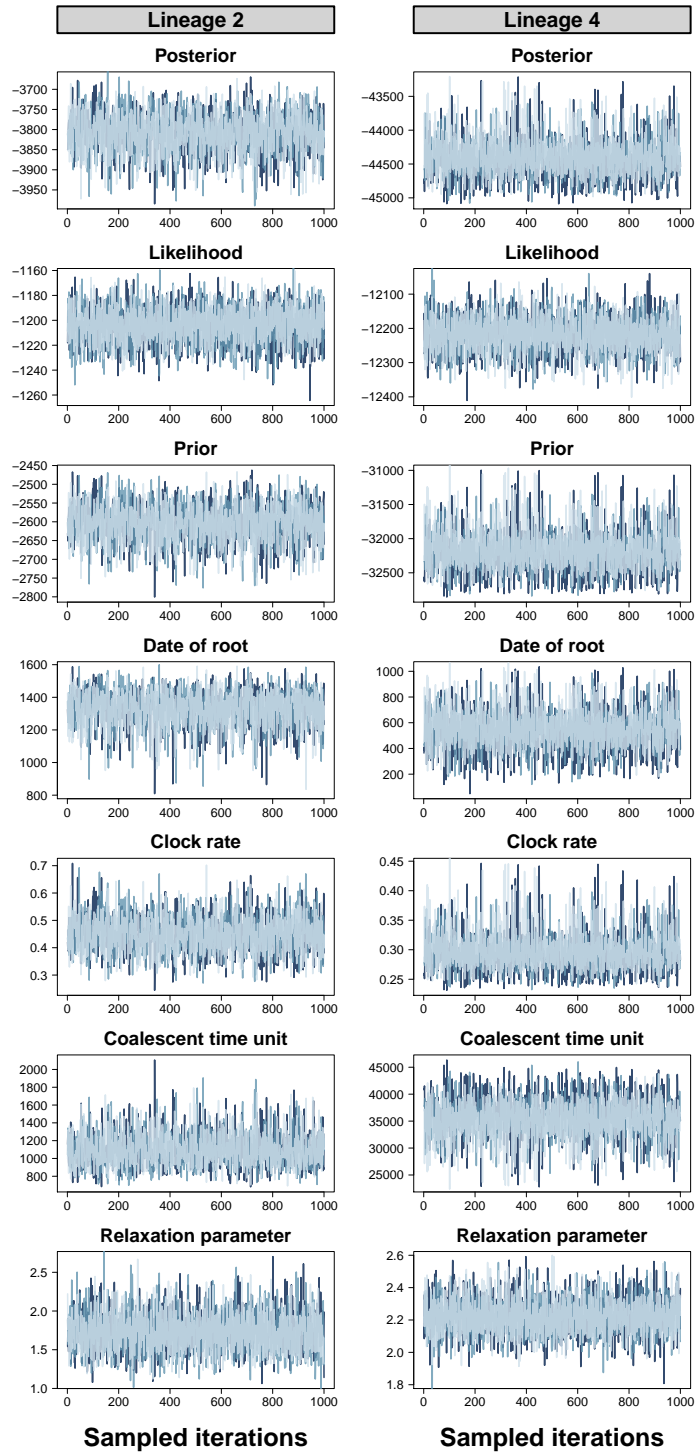 Lineage 2 Lineage 4
Posterior Posterior
−3700 −3750 −3800 −3850 −3900 −3950 −43500 −44000 −44500 −45000
0 200 400 600 800 1000 0 200 400 600 800 1000
Likelihood Likelihood
−1160 −1180 −1200 −1220 −1240 −1260 −12100 −12200 −12300 −12400
0 200 400 600 800 1000 0 200 400 600 800 1000
Prior Prior
−2450 −2500 −2550 −2600 −2650 −2700 −2750 −2800 −31000 −31500 −32000 −32500
0 200 400 600 800 1000 0 200 400 600 800 1000
Date of root Date of root
1600 1400 1200 1000 800 1000 800 600 400 200
0 200 400 600 800 1000 0 200 400 600 800 1000
Clock rate Clock rate
0.7 0.6 0.5 0.4 0.3 0.45 0.40 0.35 0.30 0.25
0 200 400 600 800 1000 0 200 400 600 800 1000
Coalescent time unit Coalescent time unit
2000 1800 1600 1400 1200 1000 800 45000 40000 35000 30000 25000
0 200 400 600 800 1000 0 200 400 600 800 1000
Relaxation parameter Relaxation parameter
2.5 2.0 1.5 1.0 2.6 2.4 2.2 2.0 1.8
0 200 400 600 800 1000 0 200 400 600 800 1000
Sampled iterations Sampled iterations